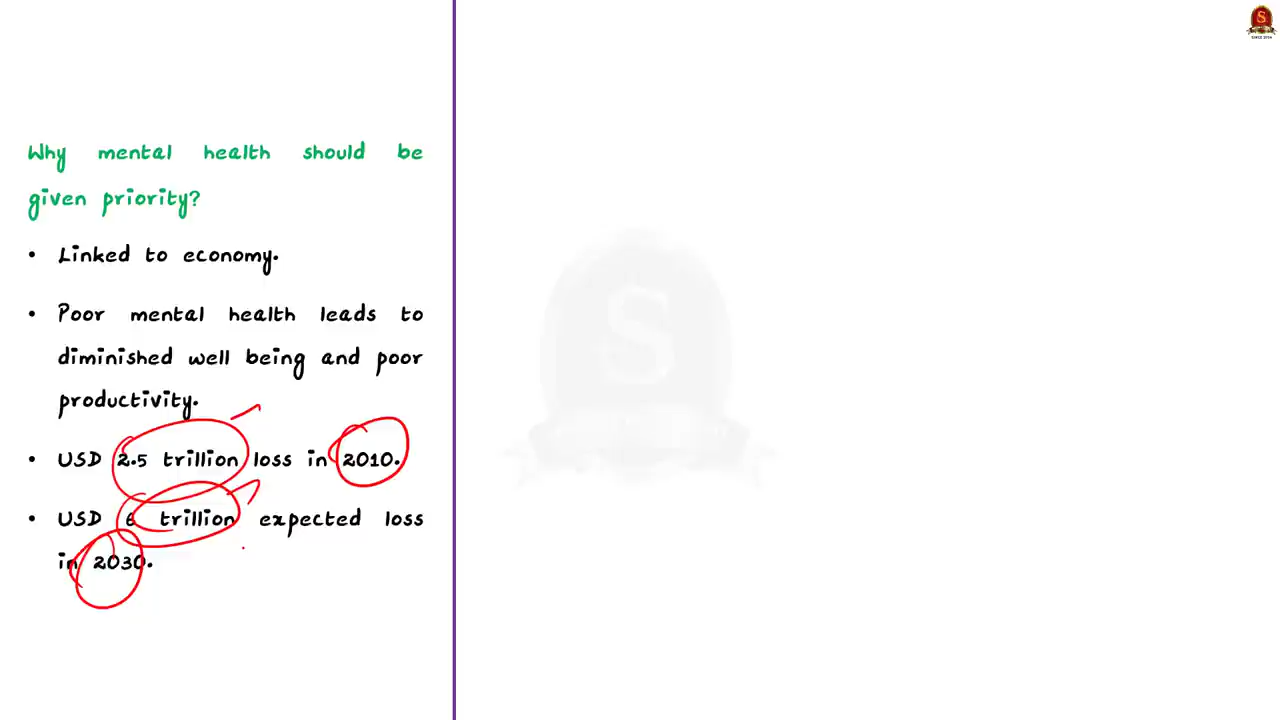 Why mental health should be
given priority?
• Linked to economy.
• Poor mental health leads to
diminished well being and poor
productivity.
• USD 2.5 trillion loss in 2010.
• USD 6 trillion expected loss
in 2030.
S
S